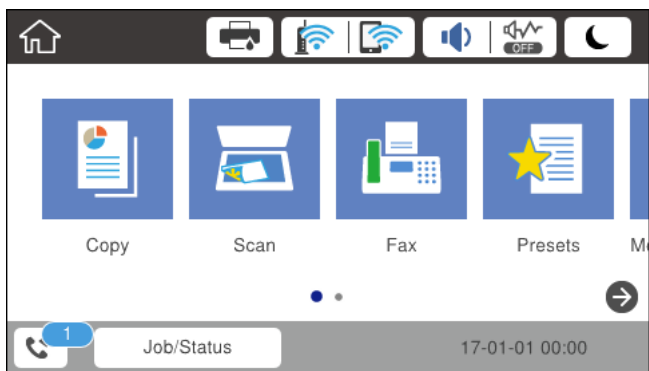 OFF
Copy
Scan
Fax
Presets
1
Job/Status
17-01-01 00:00